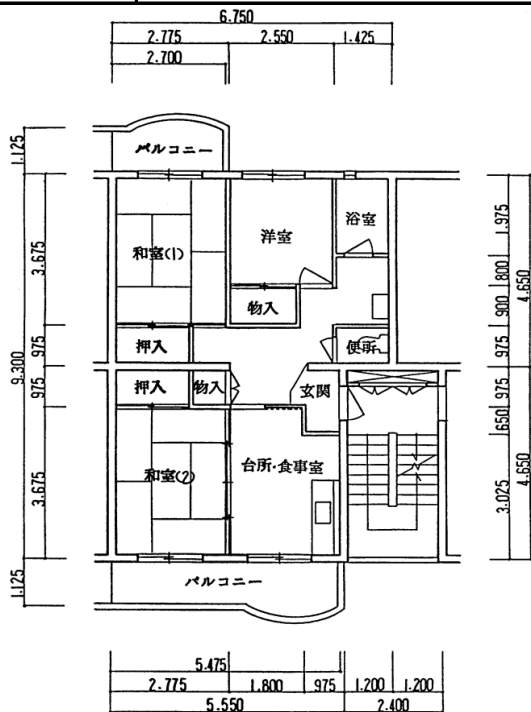 6.750
2.775 2.550 1.425
2.700
バルコニー
1.125
和室(1)
洋室
浴室
物入
押入
便所
押入
物入
玄関
和室(2)
台所・食事室
バルコニー
3.675
975
975
3.675
9.300
1.125
1.975
800
900
975
4.650
975
650
3.025
4.650
5.475
2.775 1.800 975 1.200 1.200
5.550 2.400